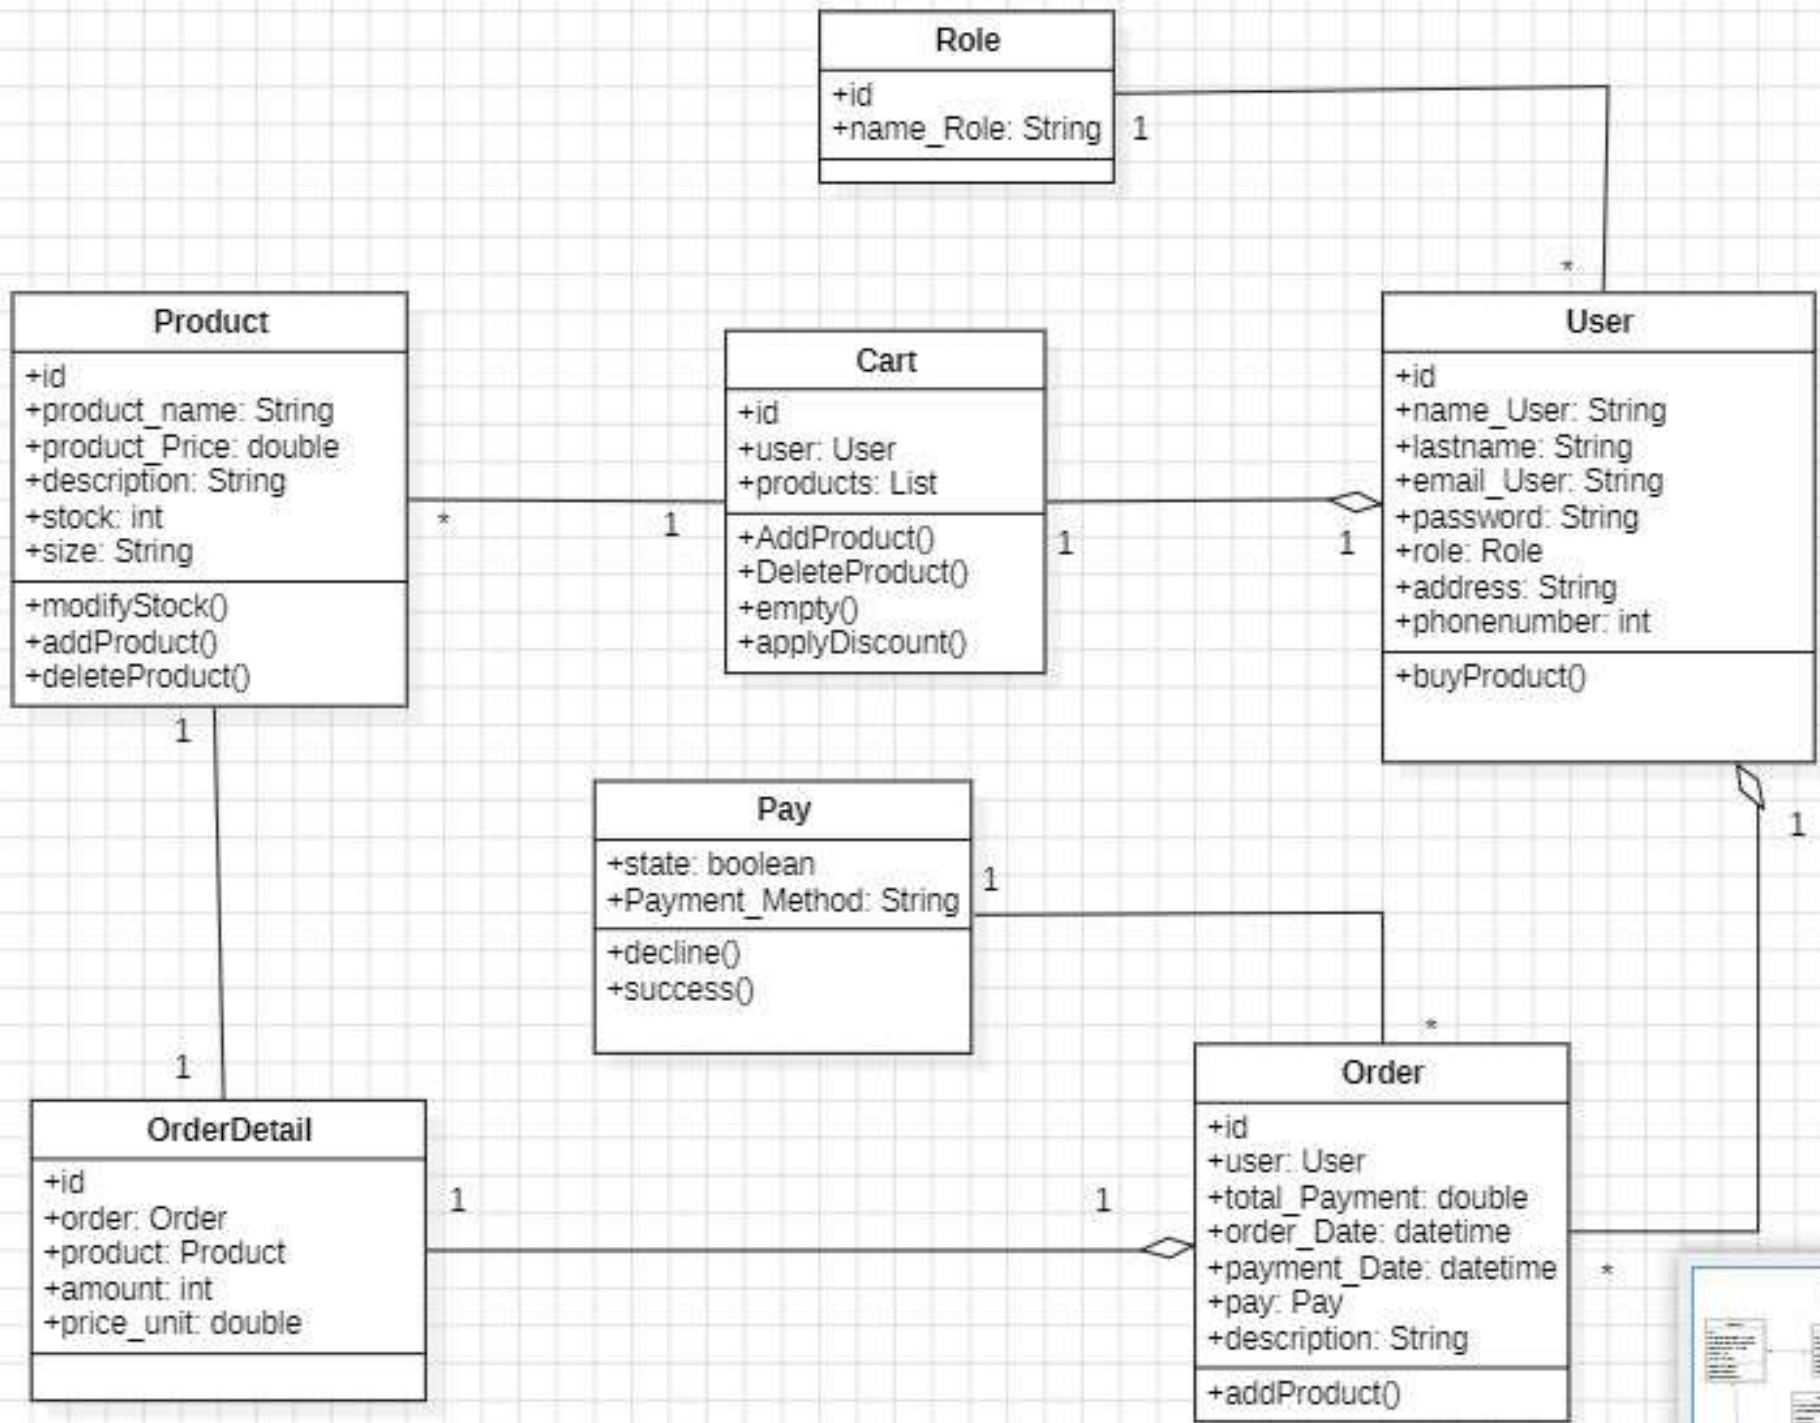 Role
+id
+name_Role: String
1
*
Product
+id
+product_name: String
+product_Price: double
+description: String
+stock: int
+size: String
+modifyStock()
+addProduct()
+deleteProduct()
*
1
Cart
+id
+user: User
+products: List
+AddProduct()
+DeleteProduct()
+empty()
+applyDiscount()
1
1
User
+id
+name_User: String
+lastname: String
+email_User: String
+password: String
+role: Role
+address: String
+phonenumber: int
+buyProduct()
1
1
Pay
+state: boolean
+Payment_Method: String
+decline()
+success()
1
*
1
OrderDetail
+id
+order: Order
+product: Product
+amount: int
+price_unit: double
1
1
Order
+id
+user: User
+total_Payment: double
+order_Date: datetime
+payment_Date: datetime
+pay: Pay
+description: String
+addProduct()
*